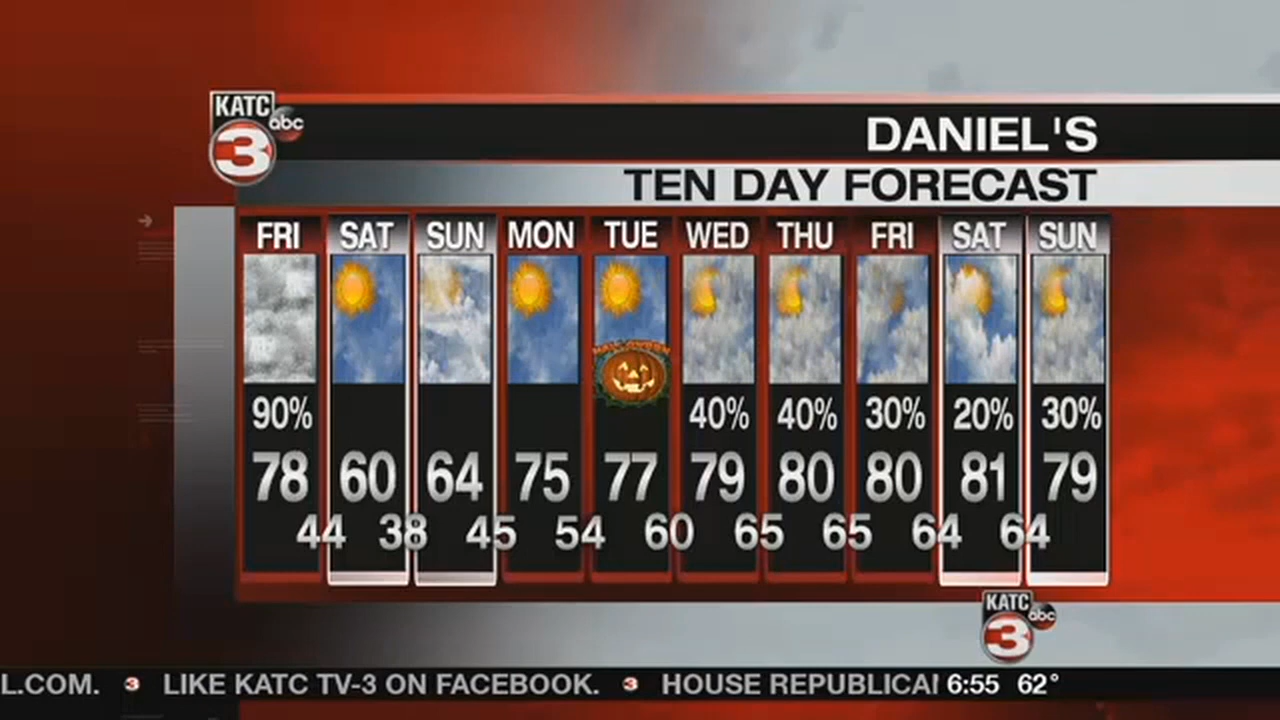 KATC
abc
3
DANIEL'S
TEN DAY FORECAST
FRI SAT SUN MON TUE WED THU FRI SAT SUN
HALLOWEEN
90% 40% 40% 30% 20% 30%
78 60 64 75 77 79 80 80 81 79
44 38 45 54 60 65 65 64 64
KATC
abc
3
L.COM. 3 LIKE KATC TV-3 ON FACEBOOK. 3 HOUSE REPUBLICAN 6:55 62°